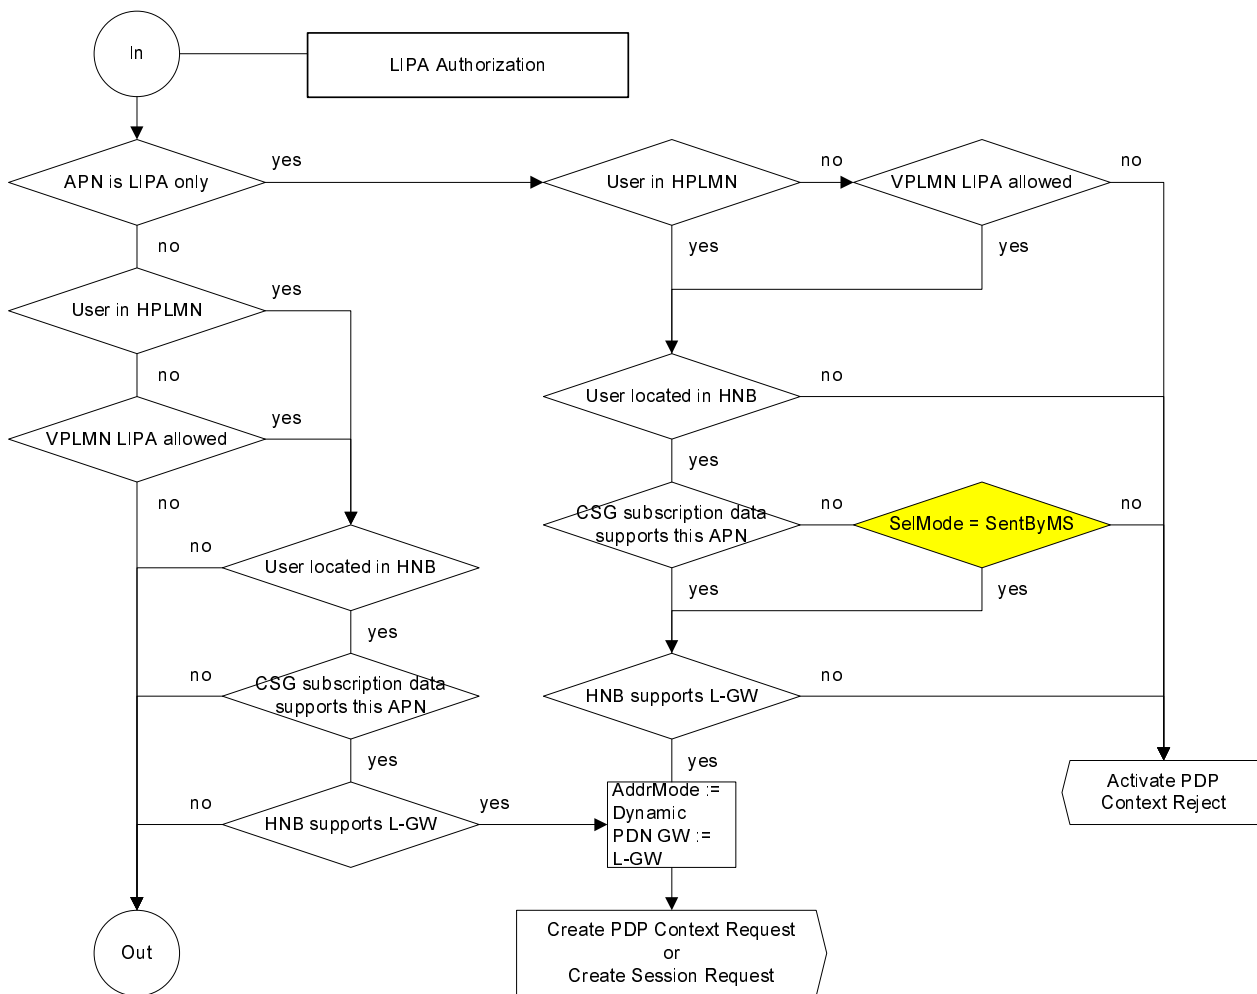 In
LIPA Authorization
yes
no
no
APN is LIPA only
User in HPLMN
VPLMN LIPA allowed
no
yes
yes
yes
User in HPLMN
no
no
User located in HNB
yes
VPLMN LIPA allowed
yes
no
no
no
CSG subscription data
supports this APN
SelMode = SentByMS
no
User located in HNB
yes
yes
yes
no
no
CSG subscription data
supports this APN
HNB supports L-GW
yes
yes
Activate PDP
Context Reject
no
yes
AddrMode :=
Dynamic
PDN GW :=
L-GW
HNB supports L-GW
Create PDP Context Request
or
Create Session Request
Out